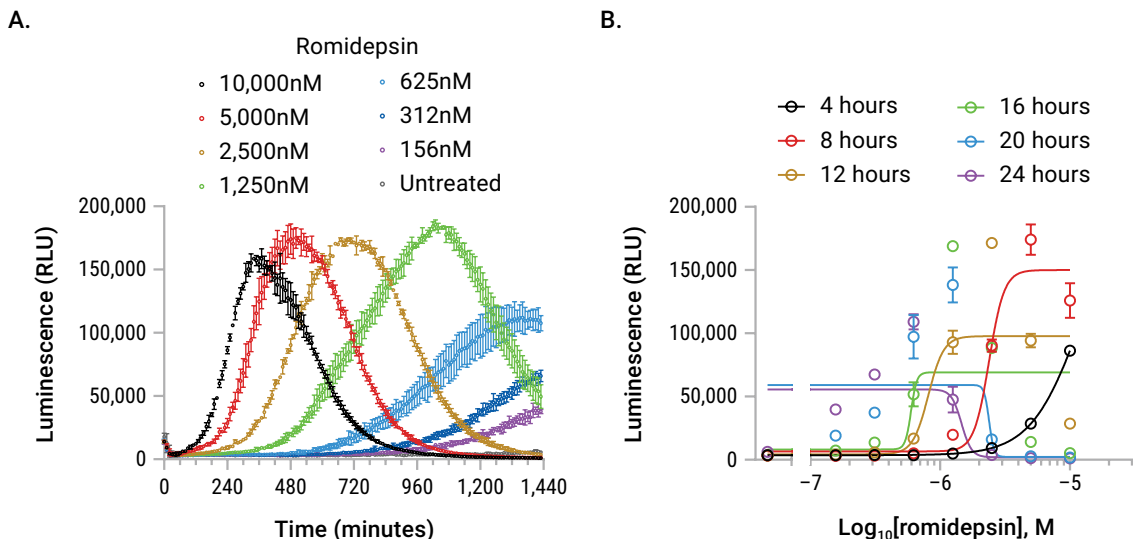 A.
Romidepsin
10,000nM
5,000nM
2,500nM
1,250nM
625nM
312nM
156nM
Untreated
200,000
150,000
100,000
50,000
0
Luminescence (RLU)
0 240 480 720 960 1,200 1,440
Time (minutes)
B.
4 hours
8 hours
12 hours
16 hours
20 hours
24 hours
200,000
150,000
100,000
50,000
0
Luminescence (RLU)
−7 −6 −5
Log₁₀[romidepsin], M